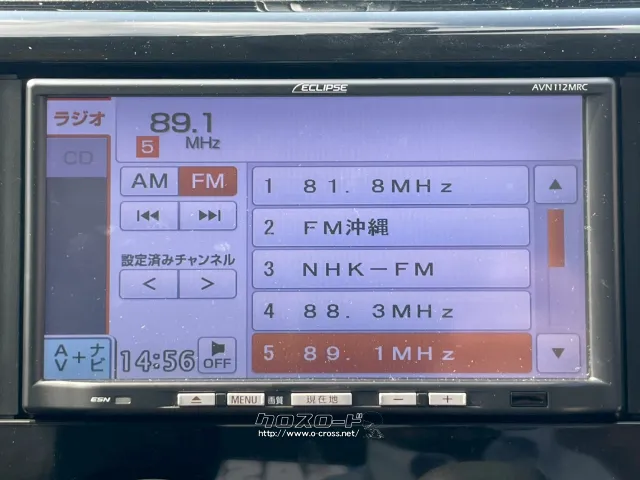 ECLIPSE
AVN112MRC
ラジオ
89.1
5
MHz
CD
AM
FM
設定済みチャンネル
<
>
1 81.8MHz
2 FM沖縄
3 NHK-FM
4 88.3MHz
5 89.1MHz
AV+ナビ
14:56
OFF
ESN
MENU
画質
現在地
-
+
クロスロード
http://www.o-cross.net/